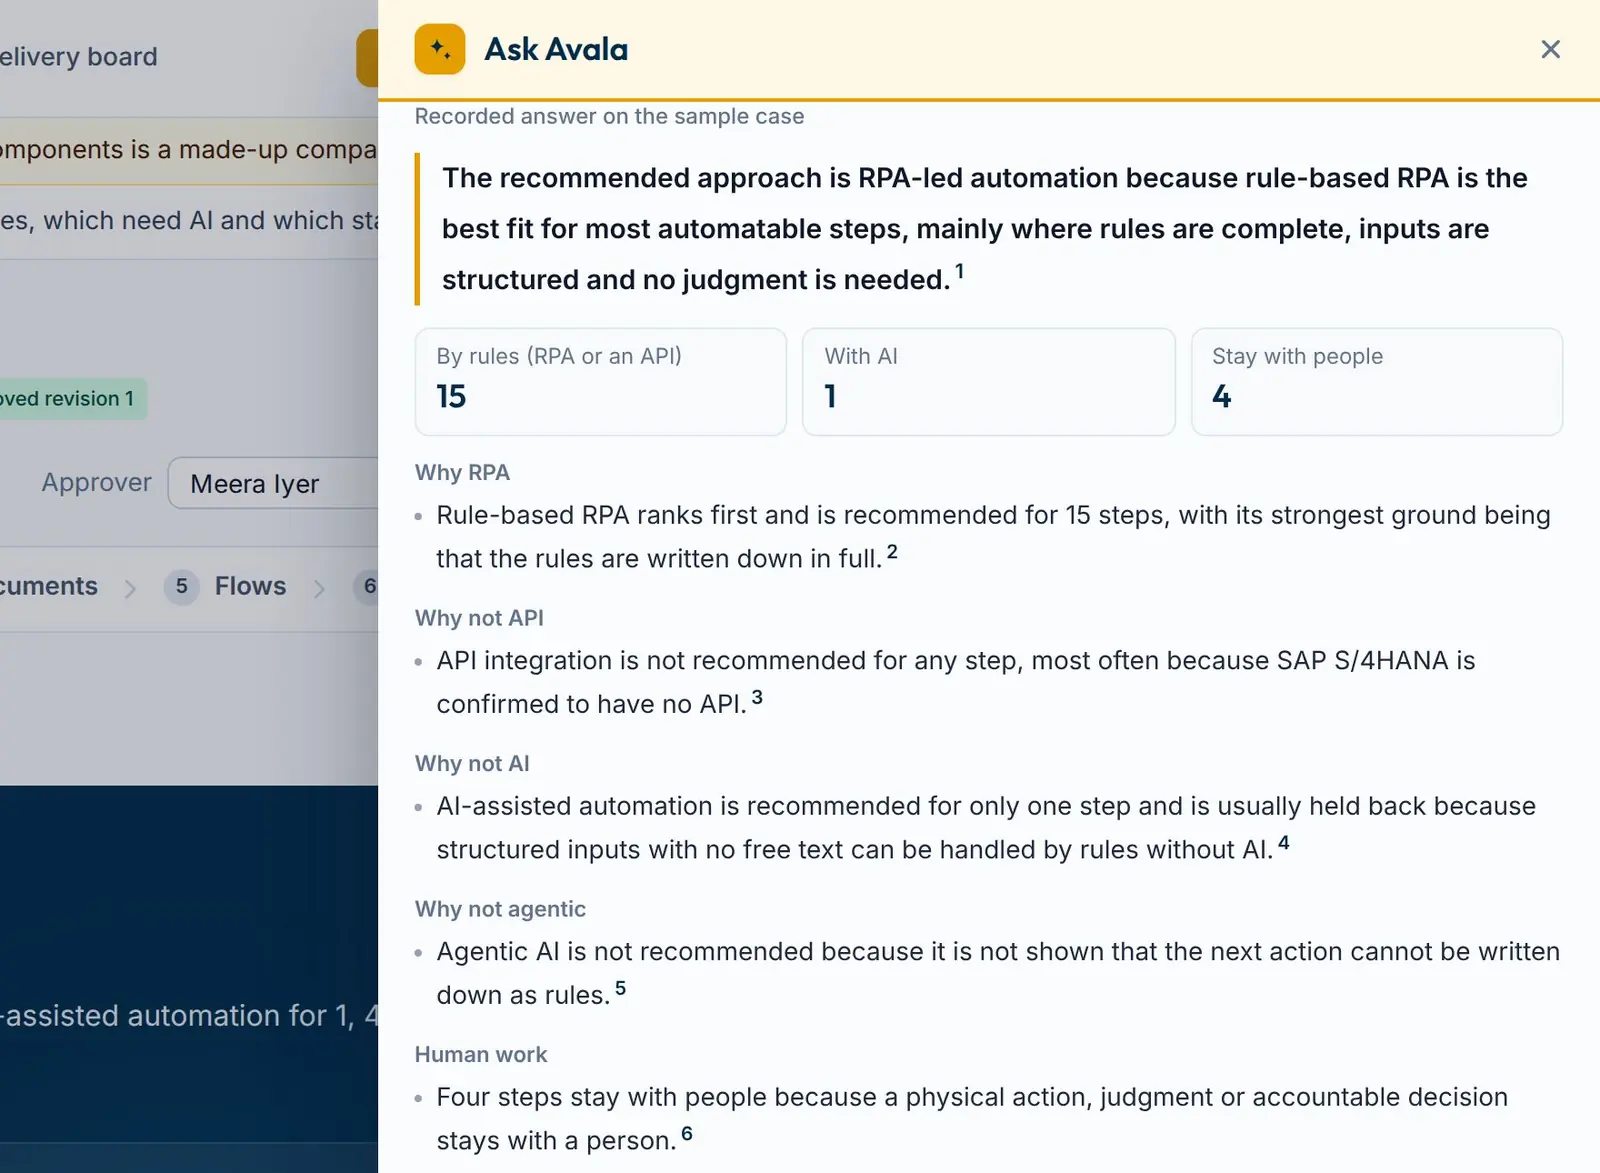 elivery board
omponents is a made-up compa
es, which need AI and which sta
oved revision 1
Approver
Meera Iyer
cuments
5 Flows
6
-assisted automation for 1, 4
Ask Avala
Recorded answer on the sample case
The recommended approach is RPA-led automation because rule-based RPA is the
best fit for most automatable steps, mainly where rules are complete, inputs are
structured and no judgment is needed. 1
By rules (RPA or an API)
15
With AI
1
Stay with people
4
Why RPA
• Rule-based RPA ranks first and is recommended for 15 steps, with its strongest ground being
that the rules are written down in full. 2
Why not API
• API integration is not recommended for any step, most often because SAP S/4HANA is
confirmed to have no API. 3
Why not AI
• AI-assisted automation is recommended for only one step and is usually held back because
structured inputs with no free text can be handled by rules without AI. 4
Why not agentic
• Agentic AI is not recommended because it is not shown that the next action cannot be written
down as rules. 5
Human work
• Four steps stay with people because a physical action, judgment or accountable decision
stays with a person. 6